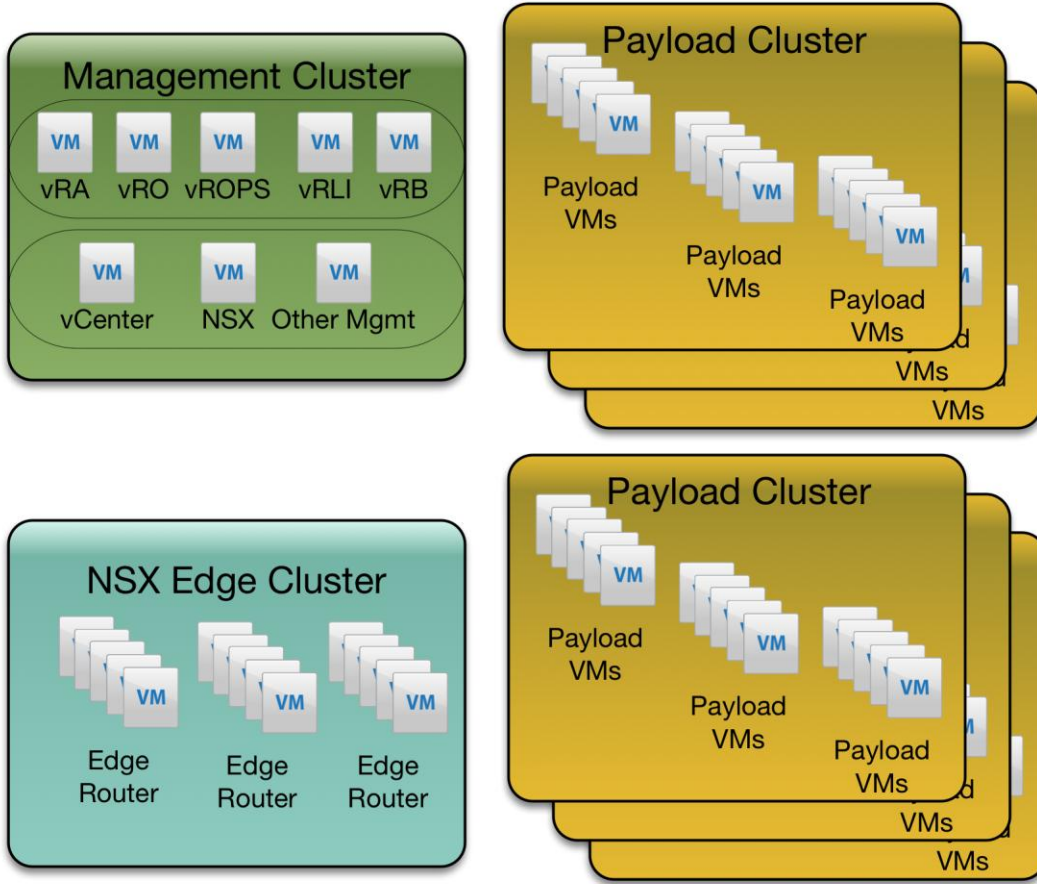 Management Cluster
VM VM VM VM VM
vRA vRO vROPS vRLI vRB
VM VM VM
vCenter NSX Other Mgmt
Payload Cluster
VM
Payload
VMs
VM
Payload
VMs
VM
Payload
VMs
VMs
VMs
NSX Edge Cluster
VM VM VM
Edge Edge Edge
Router Router Router
Payload Cluster
VM
Payload
VMs
VM
Payload
VMs
VM
Payload
VMs
VMs
VMs